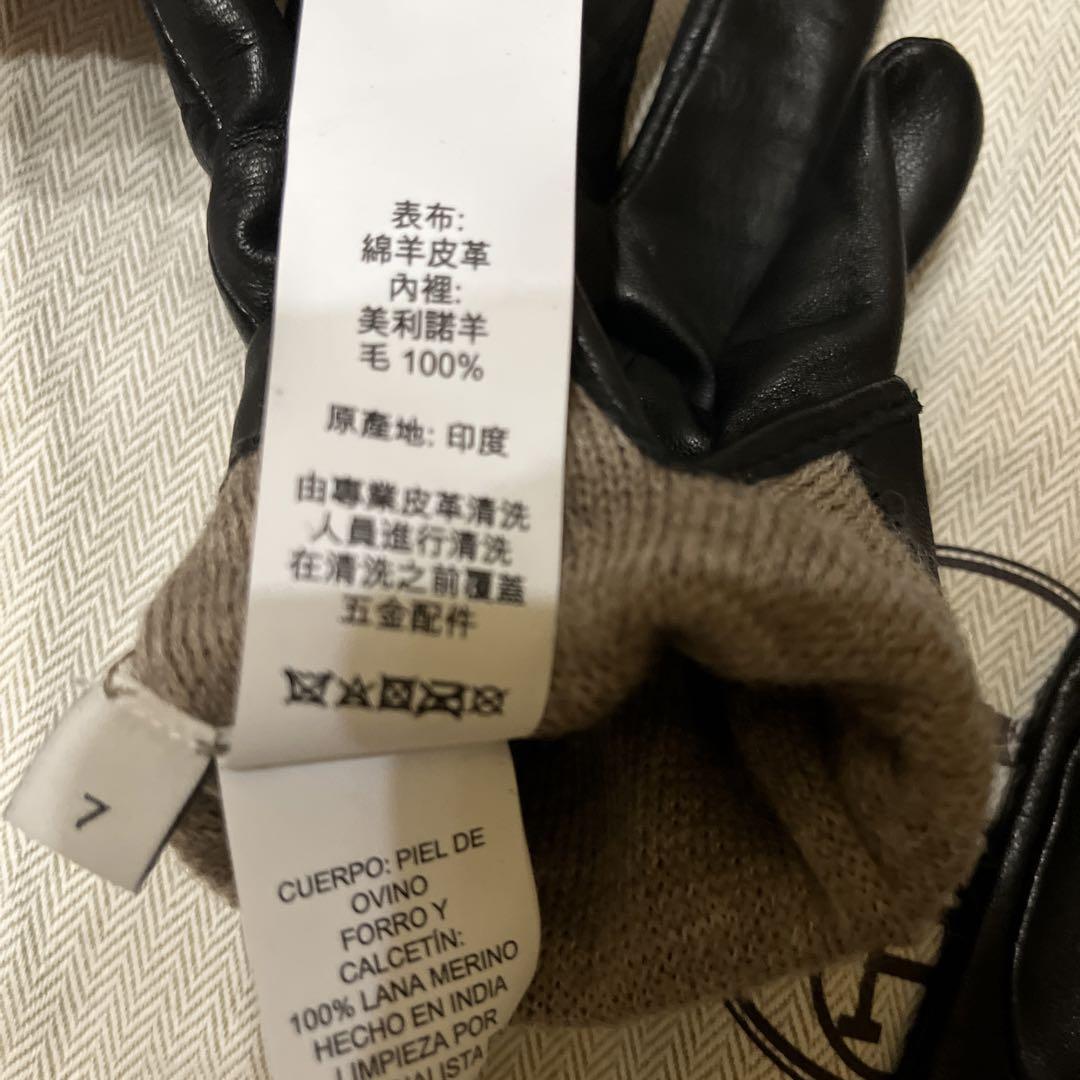 表布:
綿羊皮革
內裡:
美利諾羊
毛 100%
原產地: 印度
由專業皮革清洗
人員進行清洗
在清洗之前覆蓋
五金配件
7
CUERPO: PIEL DE
OVINO
FORRO Y
CALCETÍN:
100% LANA MERINO
HECHO EN INDIA
LIMPIEZA POR